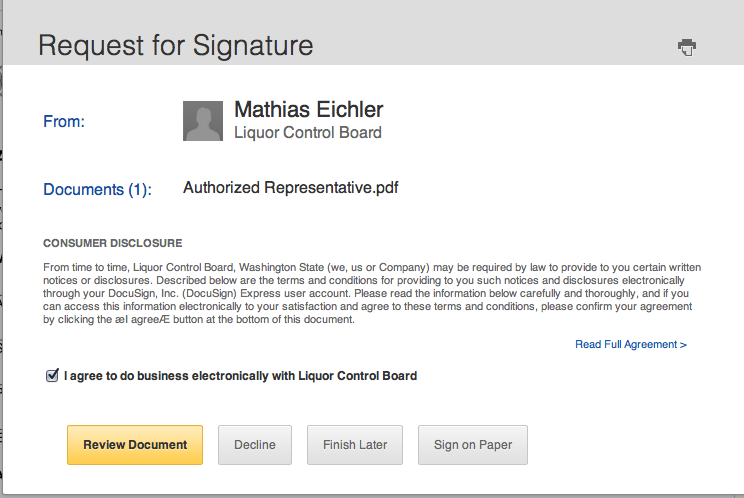 Request for Signature
From:
Mathias Eichler
Liquor Control Board
Documents (1):
Authorized Representative.pdf
CONSUMER DISCLOSURE
From time to time, Liquor Control Board, Washington State (we, us or Company) may be required by law to provide to you certain written
notices or disclosures. Described below are the terms and conditions for providing to you such notices and disclosures electronically
through your DocuSign, Inc. (DocuSign) Express user account. Please read the information below carefully and thoroughly, and if you
can access this information electronically to your satisfaction and agree to these terms and conditions, please confirm your agreement
by clicking the æI agreeÆ button at the bottom of this document.
Read Full Agreement >
I agree to do business electronically with Liquor Control Board
Review Document
Decline
Finish Later
Sign on Paper